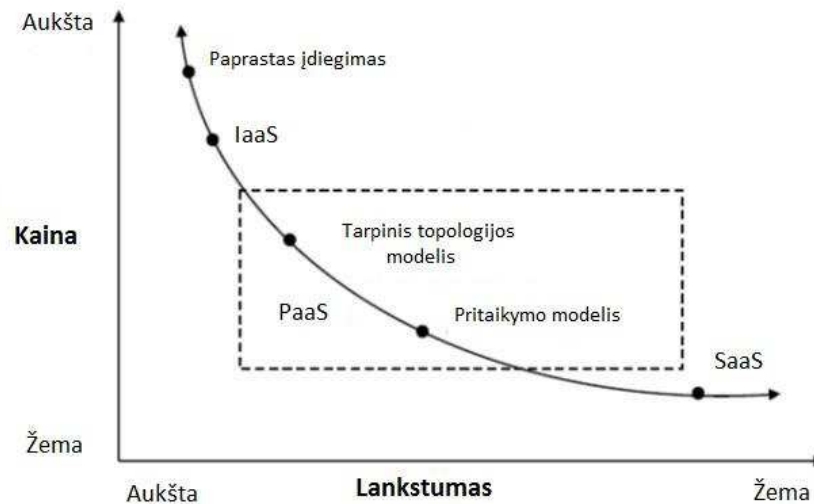 Aukšta
Paprastas įdiegimas
IaaS
Kaina
Tarpinis topologijos
modelis
PaaS
Pritaikymo modelis
SaaS
Žema
Aukšta
Lankstumas
Žema